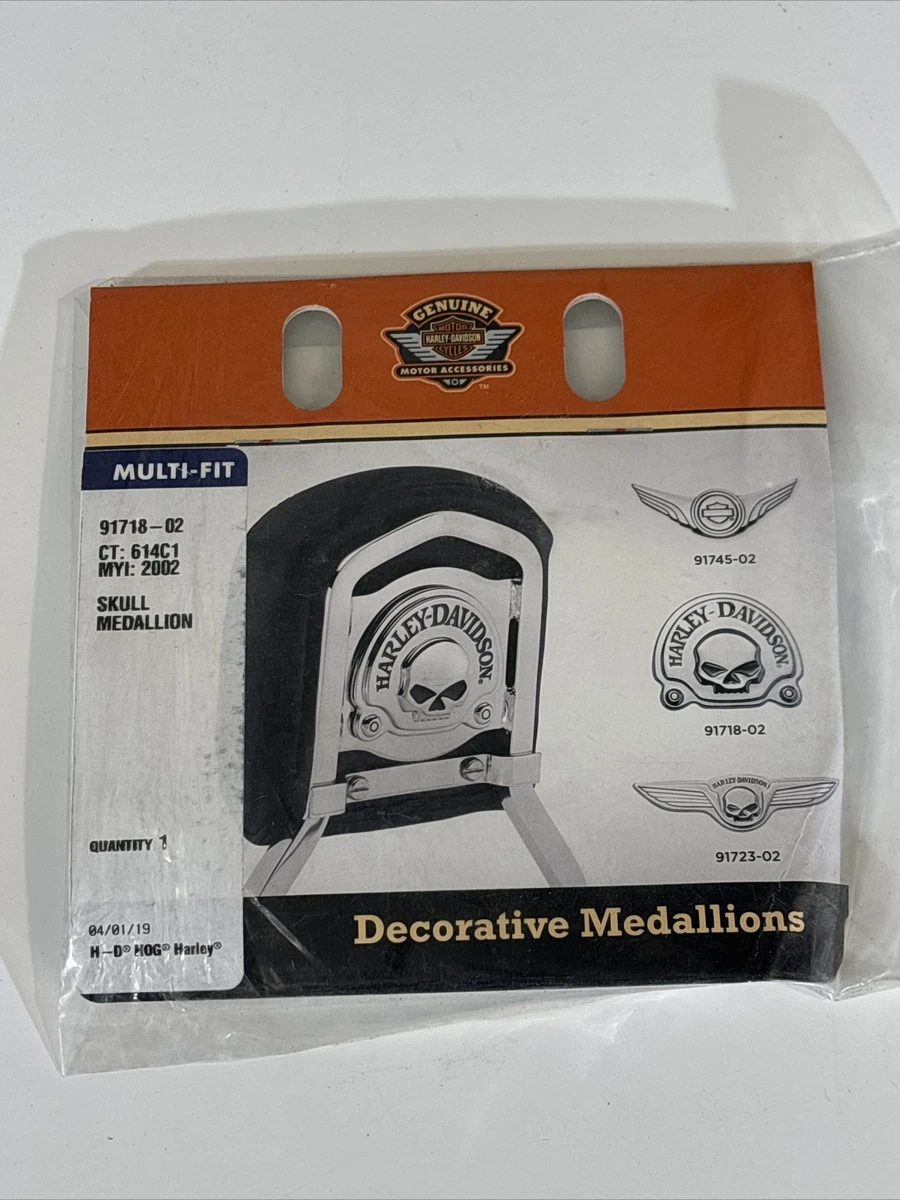 GENUINE
MOTOR
HARLEY-DAVIDSON
CYCLES
MOTOR ACCESSORIES
TM
MULTI-FIT
91718-02
CT: 614C1
MYI: 2002
SKULL
MEDALLION
QUANTITY 1
04/01/19
H-D® HOG® Harley®
HARLEY-DAVIDSON®
91745-02
HARLEY-DAVIDSON®
91718-02
HARLEY-DAVIDSON
91723-02
Decorative Medallions